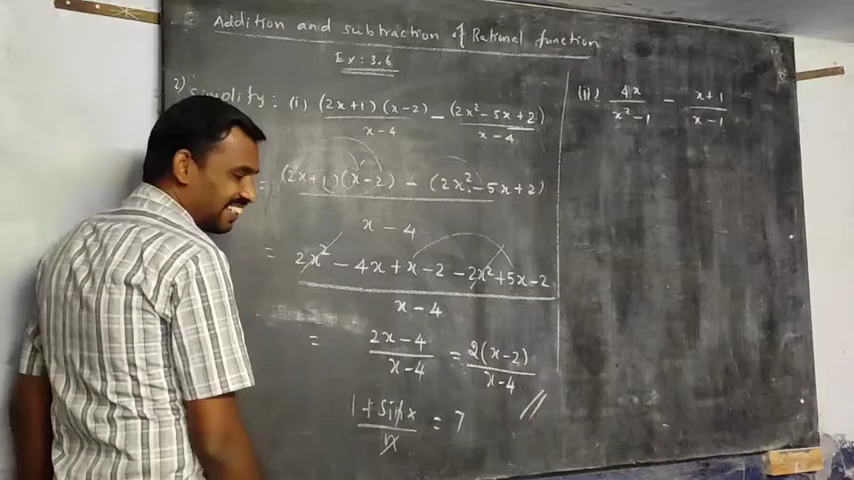 Addition and subtraction of Rational function
Ex : 3.6
2) Simplify : (i) (2x+1)(x-2)/x-4 - (2x²-5x+2)/x-4
= (2x+1)(x-2) - (2x²-5x+2)/x-4
= 2x²-4x+x-2-2x²+5x-2/x-4
= 2x-4/x-4 = 2(x-2)/x-4 //
1+sinx/n = 7
(ii) 4x/x²-1 - x+1/x-1